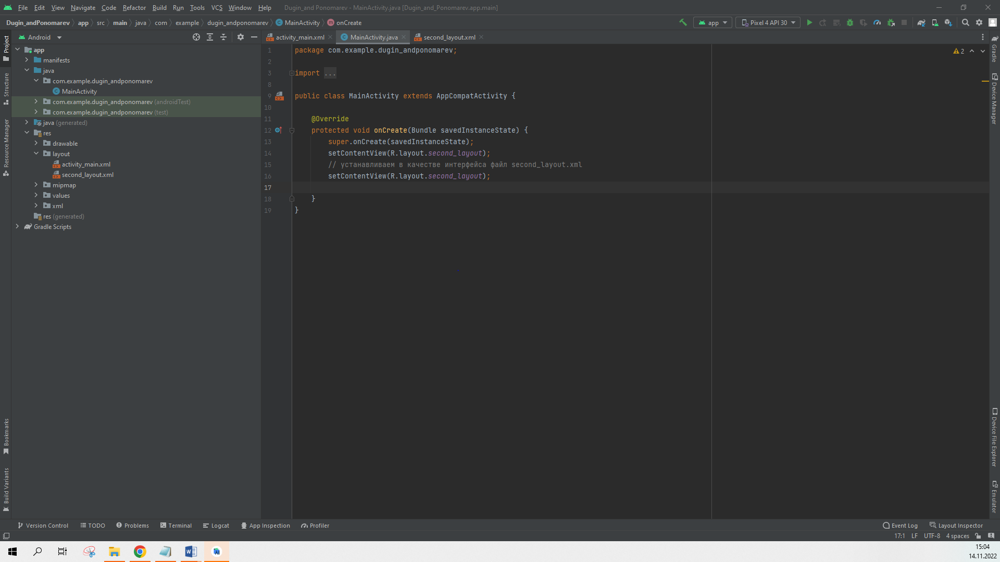 File Edit View Navigate Code Refactor Build Run Tools VCS Window Help Dugin_and Ponomarev - MainActivity.java [Dugin_and_Ponomarev.app.main]
Dugin_andPonomarev app src main java com example dugin_andponomarev MainActivity onCreate app Pixel 4 API 30
Android activity_main.xml MainActivity.java second_layout.xml
Project
Structure
Resource Manager
Bookmarks
Build Variants
app
manifests
java
com.example.dugin_andponomarev
MainActivity
com.example.dugin_andponomarev (androidTest)
com.example.dugin_andponomarev (test)
java (generated)
res
drawable
layout
activity_main.xml
second_layout.xml
mipmap
values
xml
res (generated)
Gradle Scripts
1 package com.example.dugin_andponomarev;
2
3 import ...
8
9 public class MainActivity extends AppCompatActivity {
10
11 @Override
12 protected void onCreate(Bundle savedInstanceState) {
13 super.onCreate(savedInstanceState);
14 setContentView(R.layout.second_layout);
15 // устанавливаем в качестве интерфейса файл second_layout.xml
16 setContentView(R.layout.second_layout);
17
18 }
19 }
2
Gradle
Device Manager
Device File Explorer
Emulator
Version Control TODO Problems Terminal Logcat App Inspection Profiler Event Log Layout Inspector
17:1 LF UTF-8 4 spaces
15:04
14.11.2022